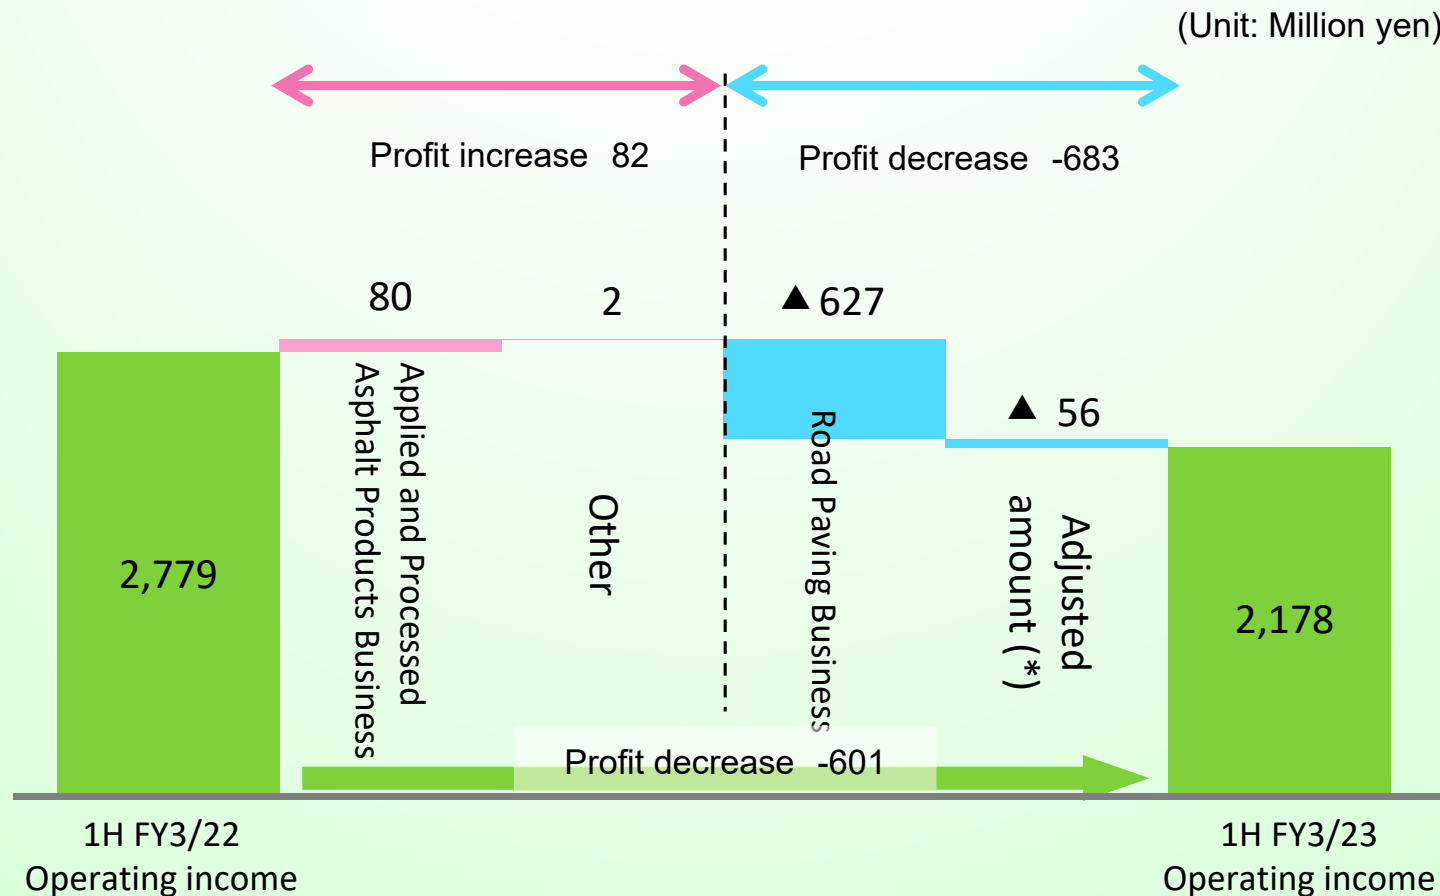 (Unit: Million yen)
Profit increase 82
Profit decrease -683
80
2
▲ 627
▲ 56
2,779
Applied and Processed
Asphalt Products Business
Other
Road Paving Business
Adjusted
amount (*)
2,178
Profit decrease -601
1H FY3/22
Operating income
1H FY3/23
Operating income